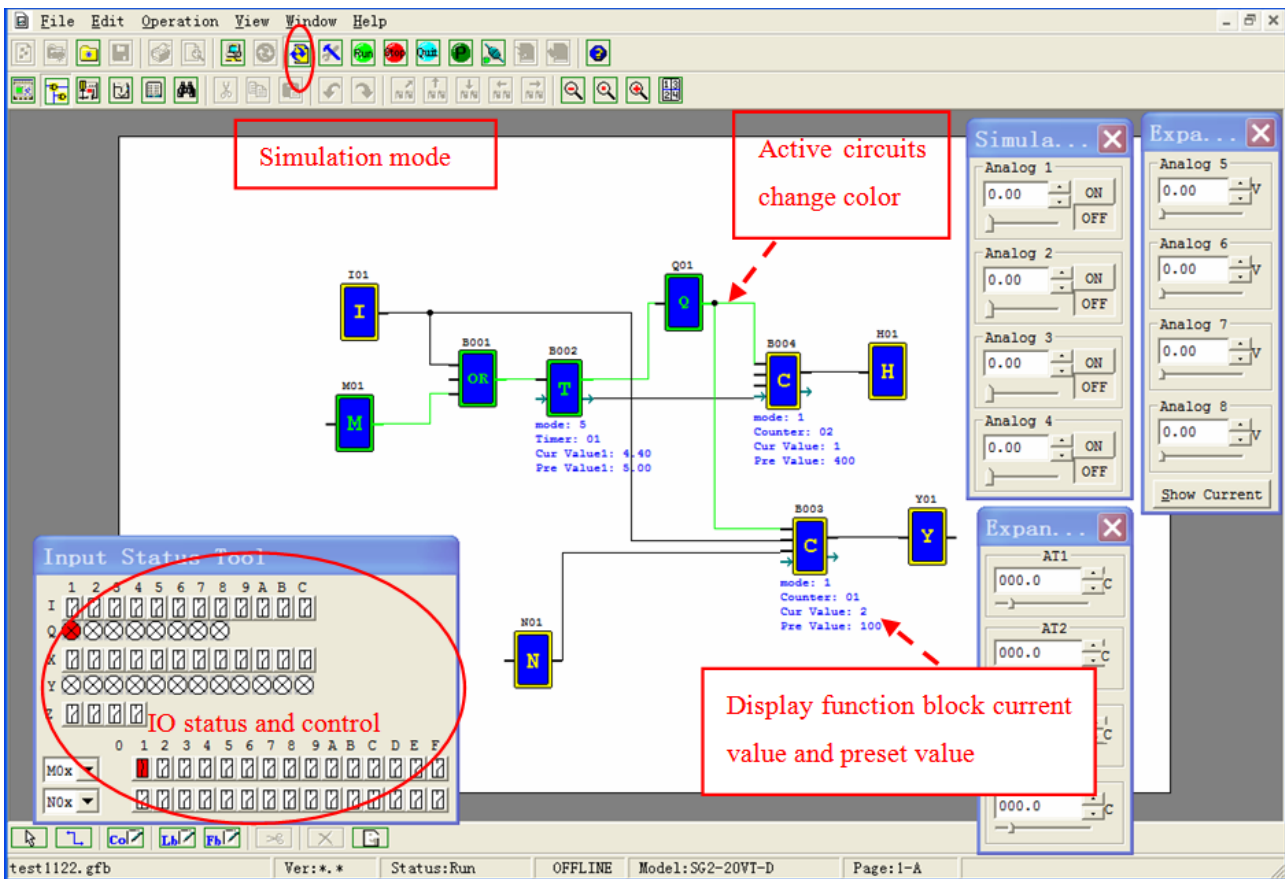 File Edit Operation View Window Help
Run Stop Quit P
Simulation mode
Active circuits
change color
Simula...
Analog 1
0.00 ON
OFF
Analog 2
0.00 ON
OFF
Analog 3
0.00 ON
OFF
Analog 4
0.00 ON
OFF
Expa...
Analog 5
0.00 V
Analog 6
0.00 V
Analog 7
0.00 V
Analog 8
0.00 V
Show Current
I01
I
M01
M
B001
OR
B002
T
mode: 5
Timer: 01
Cur Value1: 4.40
Pre Value1: 5.00
Q01
Q
B004
C
mode: 1
Counter: 02
Cur Value: 1
Pre Value: 400
H01
H
B003
C
mode: 1
Counter: 01
Cur Value: 2
Pre Value: 100
Y01
Y
N01
N
Expan...
AT1
000.0 C
AT2
000.0 C
C
000.0 C
Display function block current
value and preset value
Input Status Tool
1 2 3 4 5 6 7 8 9 A B C
I
Q
X
Y
Z
IO status and control
0 1 2 3 4 5 6 7 8 9 A B C D E F
M0x
N0x
Co Lb Fb
test1122.gfb Ver:*.* Status:Run OFFLINE Model:SG2-20VT-D Page:1-A